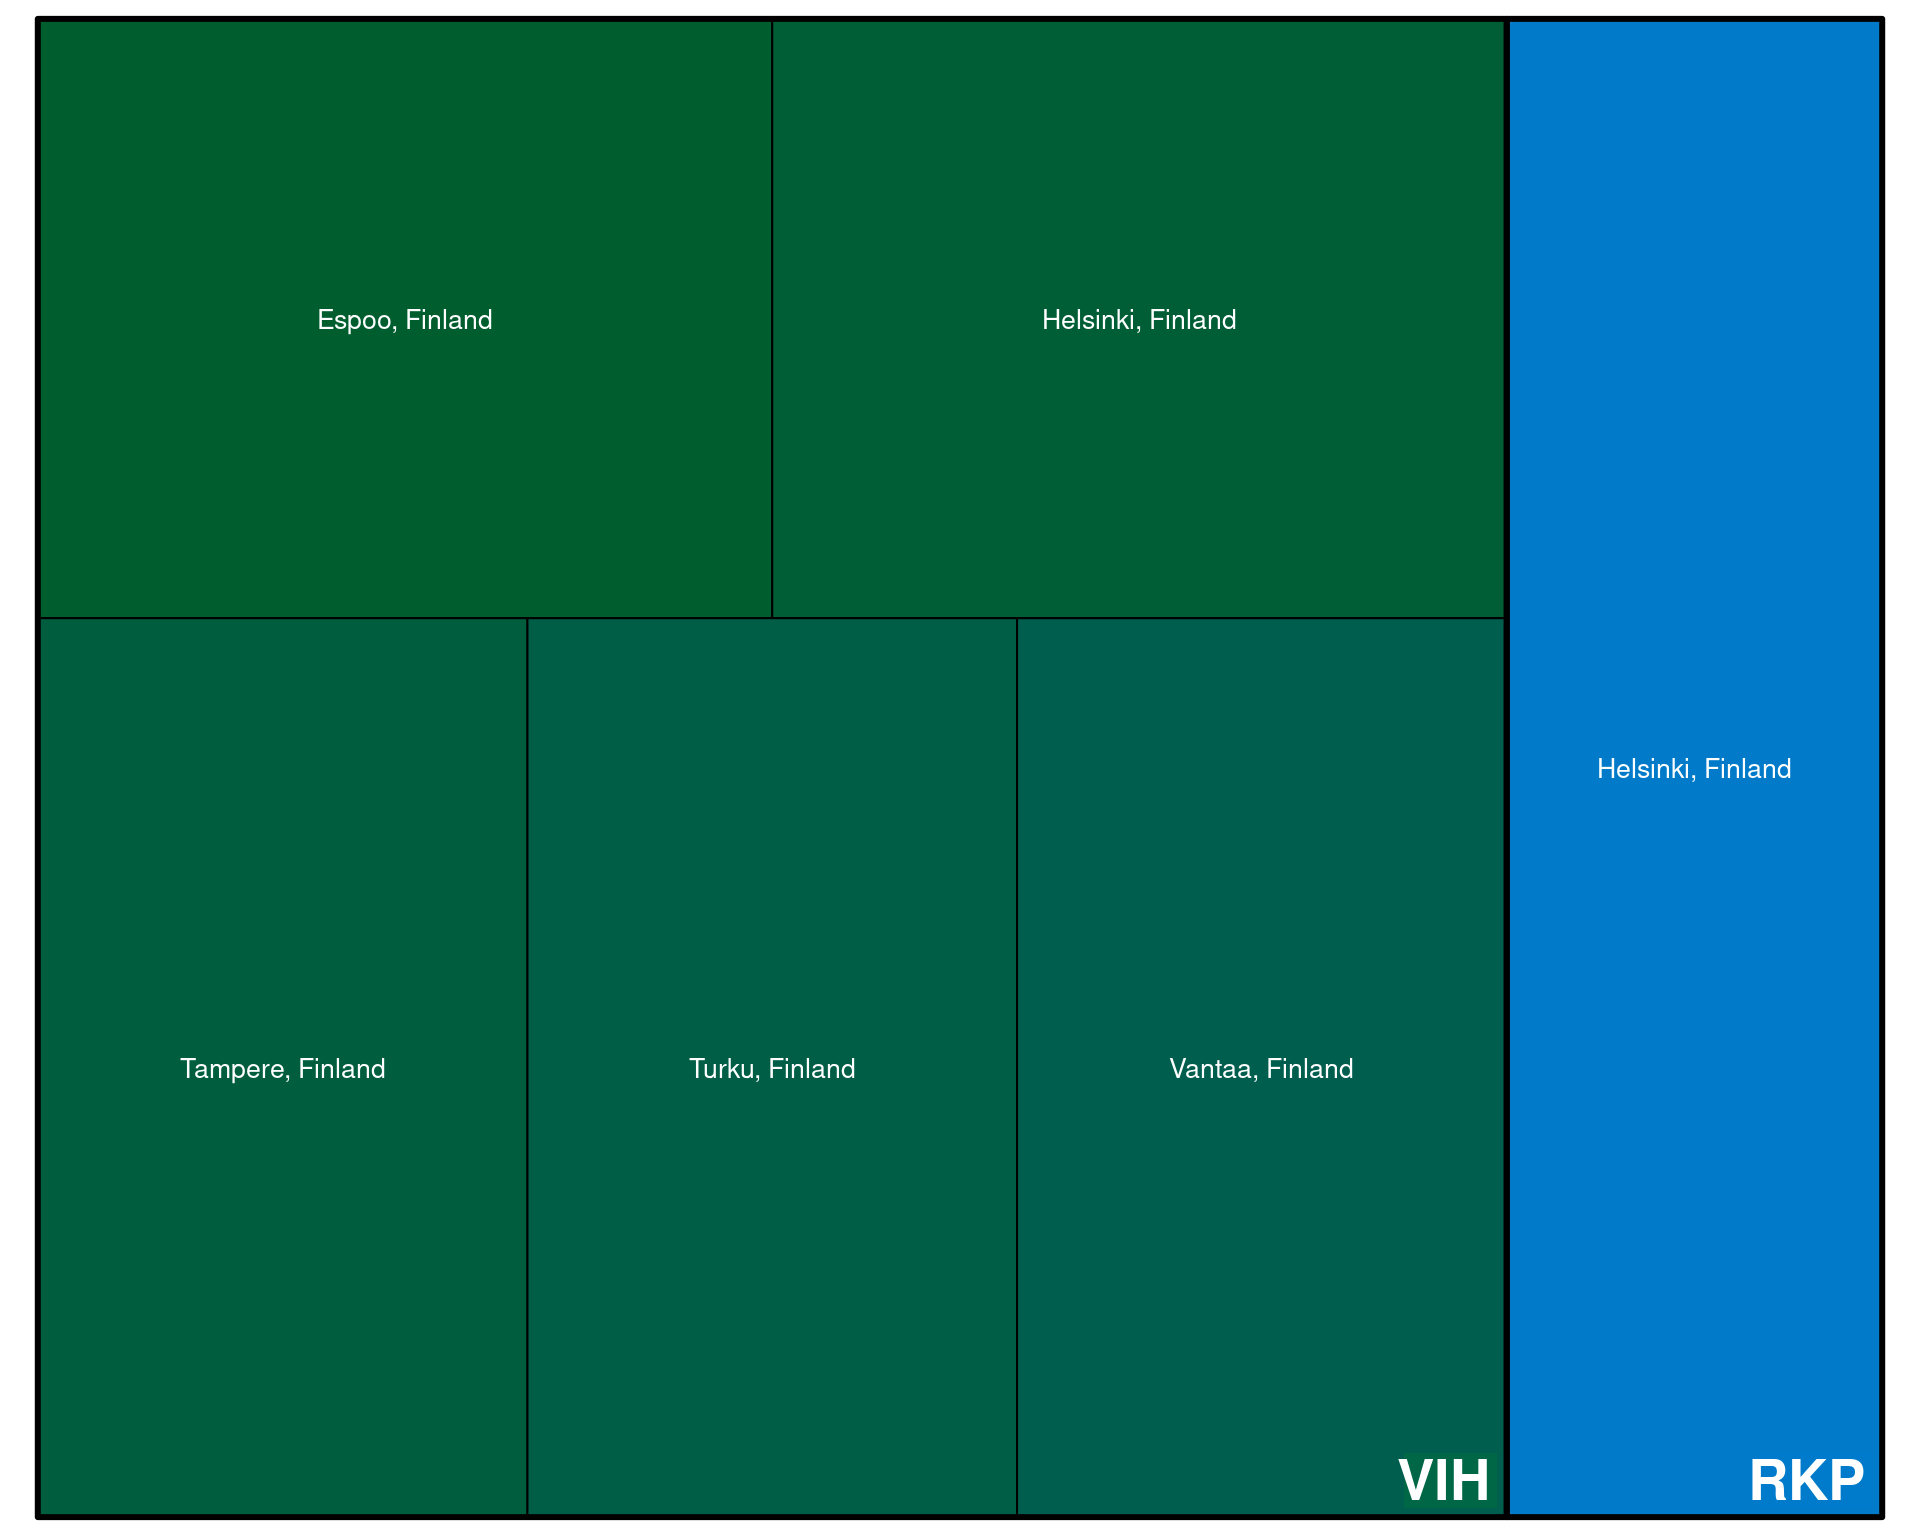 Espoo, Finland
Helsinki, Finland
Helsinki, Finland
Tampere, Finland
Turku, Finland
Vantaa, Finland
VIH
RKP